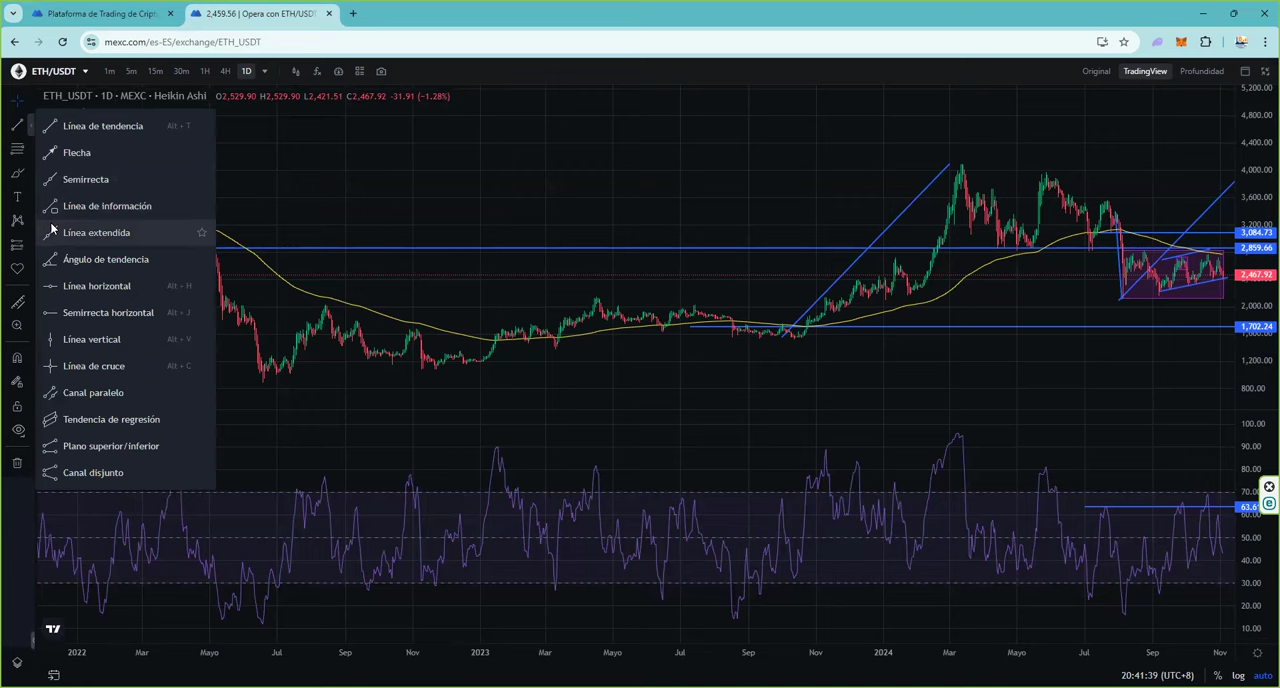 Plataforma de Trading de Cript
2,459.56 | Opera con ETH/USDT
mexc.com/es-ES/exchange/ETH_USDT
ETH/USDT
1m 5m 15m 30m 1H 4H 1D
Original TradingView Profundidad
ETH_USDT · 1D · MEXC · Heikin Ashi O2,529.90 H2,529.90 L2,421.51 C2,467.92 -31.91 (-1.28%)
Línea de tendencia Alt + T
Flecha
Semirrecta
Línea de información
Línea extendida
Ángulo de tendencia
Línea horizontal Alt + H
Semirrecta horizontal Alt + J
Línea vertical Alt + V
Línea de cruce Alt + C
Canal paralelo
Tendencia de regresión
Plano superior/inferior
Canal disjunto
5,200.00
4,800.00
4,400.00
4,000.00
3,600.00
3,200.00
3,084.73
2,859.66
2,467.92
2,000.00
1,702.24
1,200.00
800.00
100.00
90.00
80.00
70.00
63.6
50.00
40.00
30.00
20.00
10.00
2022 Mar Mayo Jul Sep Nov 2023 Mar Mayo Jul Sep Nov 2024 Mar Mayo Jul Sep Nov
20:41:39 (UTC+8) % log auto